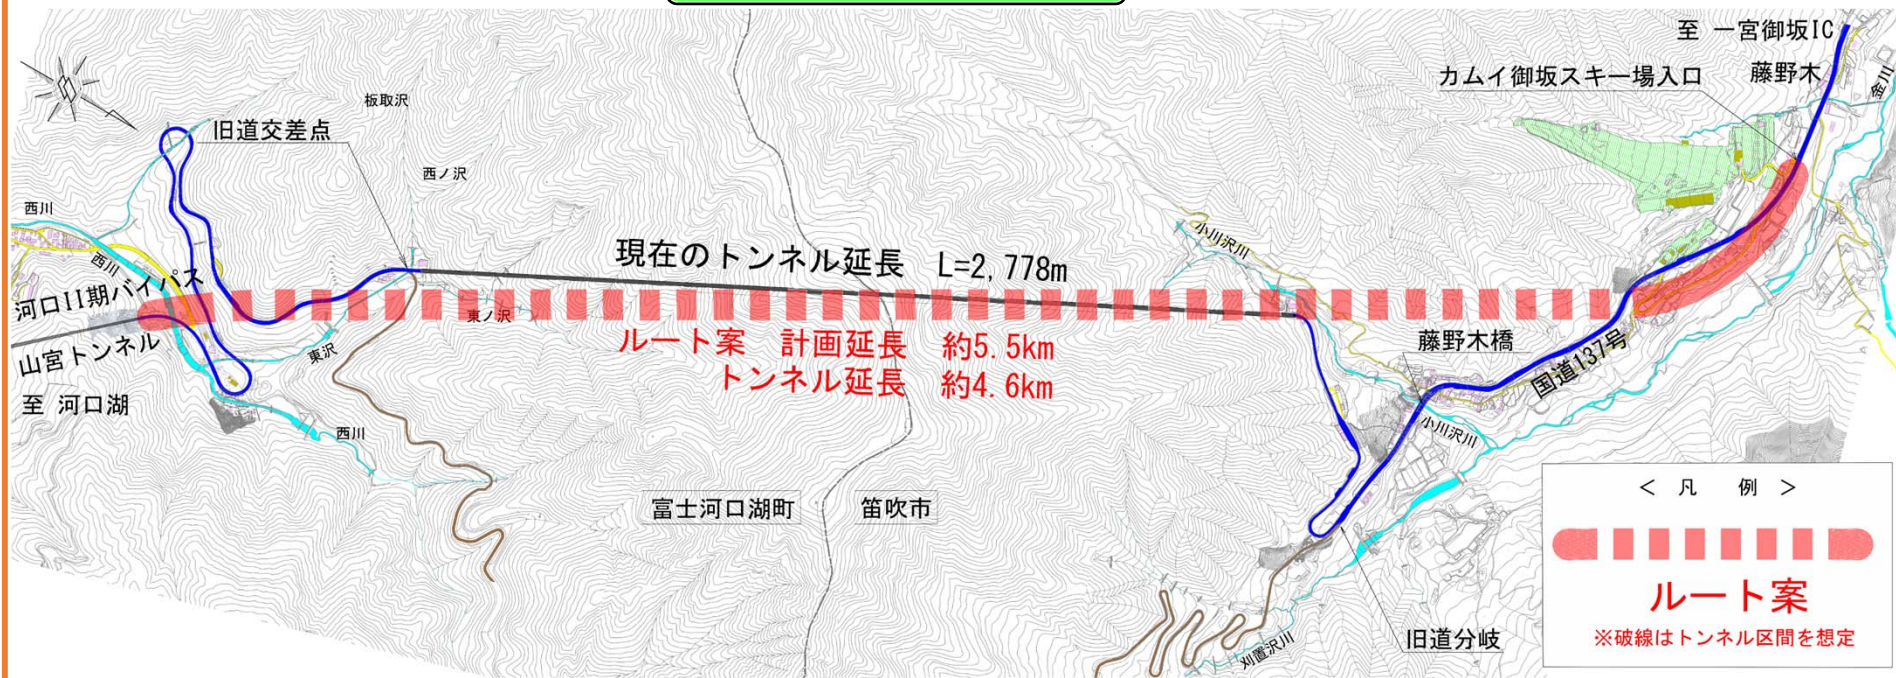 至 一宮御坂IC
カムイ御坂スキー場入口
藤野木
金川
板取沢
旧道交差点
西ノ沢
西川
西川
小川沢川
現在のトンネル延長 L=2,778m
河口II期バイパス
東ノ沢
山宮トンネル
東沢
ルート案 計画延長 約5.5km
トンネル延長 約4.6km
藤野木橋
国道137号
至 河口湖
西川
小川沢川
富士河口湖町
笛吹市
<凡 例>
ルート案
※破線はトンネル区間を想定
旧道分岐
刈置沢川